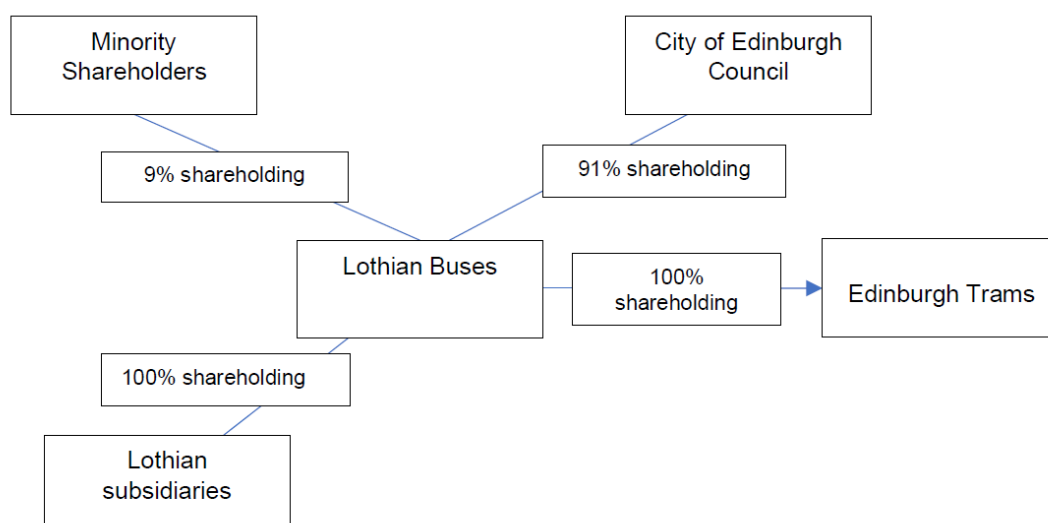 Minority
Shareholders
City of Edinburgh
Council
9% shareholding
91% shareholding
Lothian Buses
100%
shareholding
Edinburgh Trams
100% shareholding
Lothian
subsidiaries